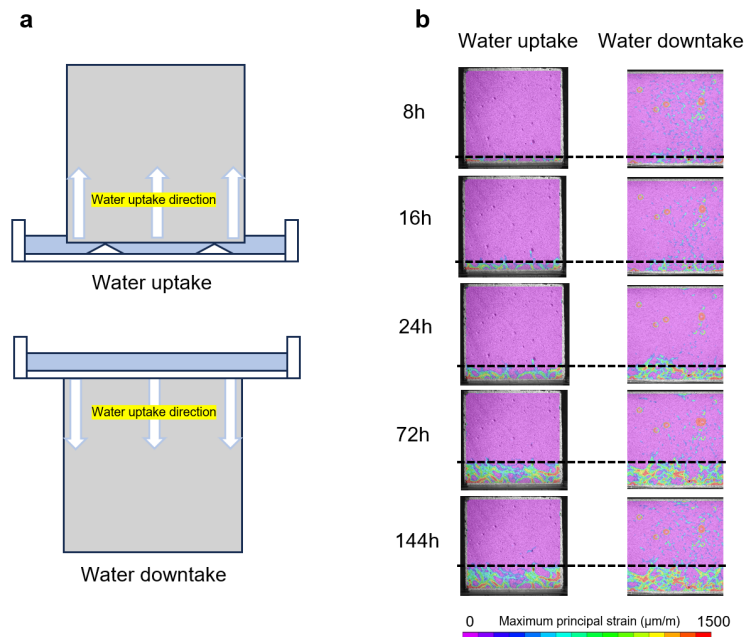 a
Water uptake direction
Water uptake
Water uptake direction
Water downtake
b
Water uptake Water downtake
8h
16h
24h
72h
144h
0 Maximum principal strain (μm/m) 1500